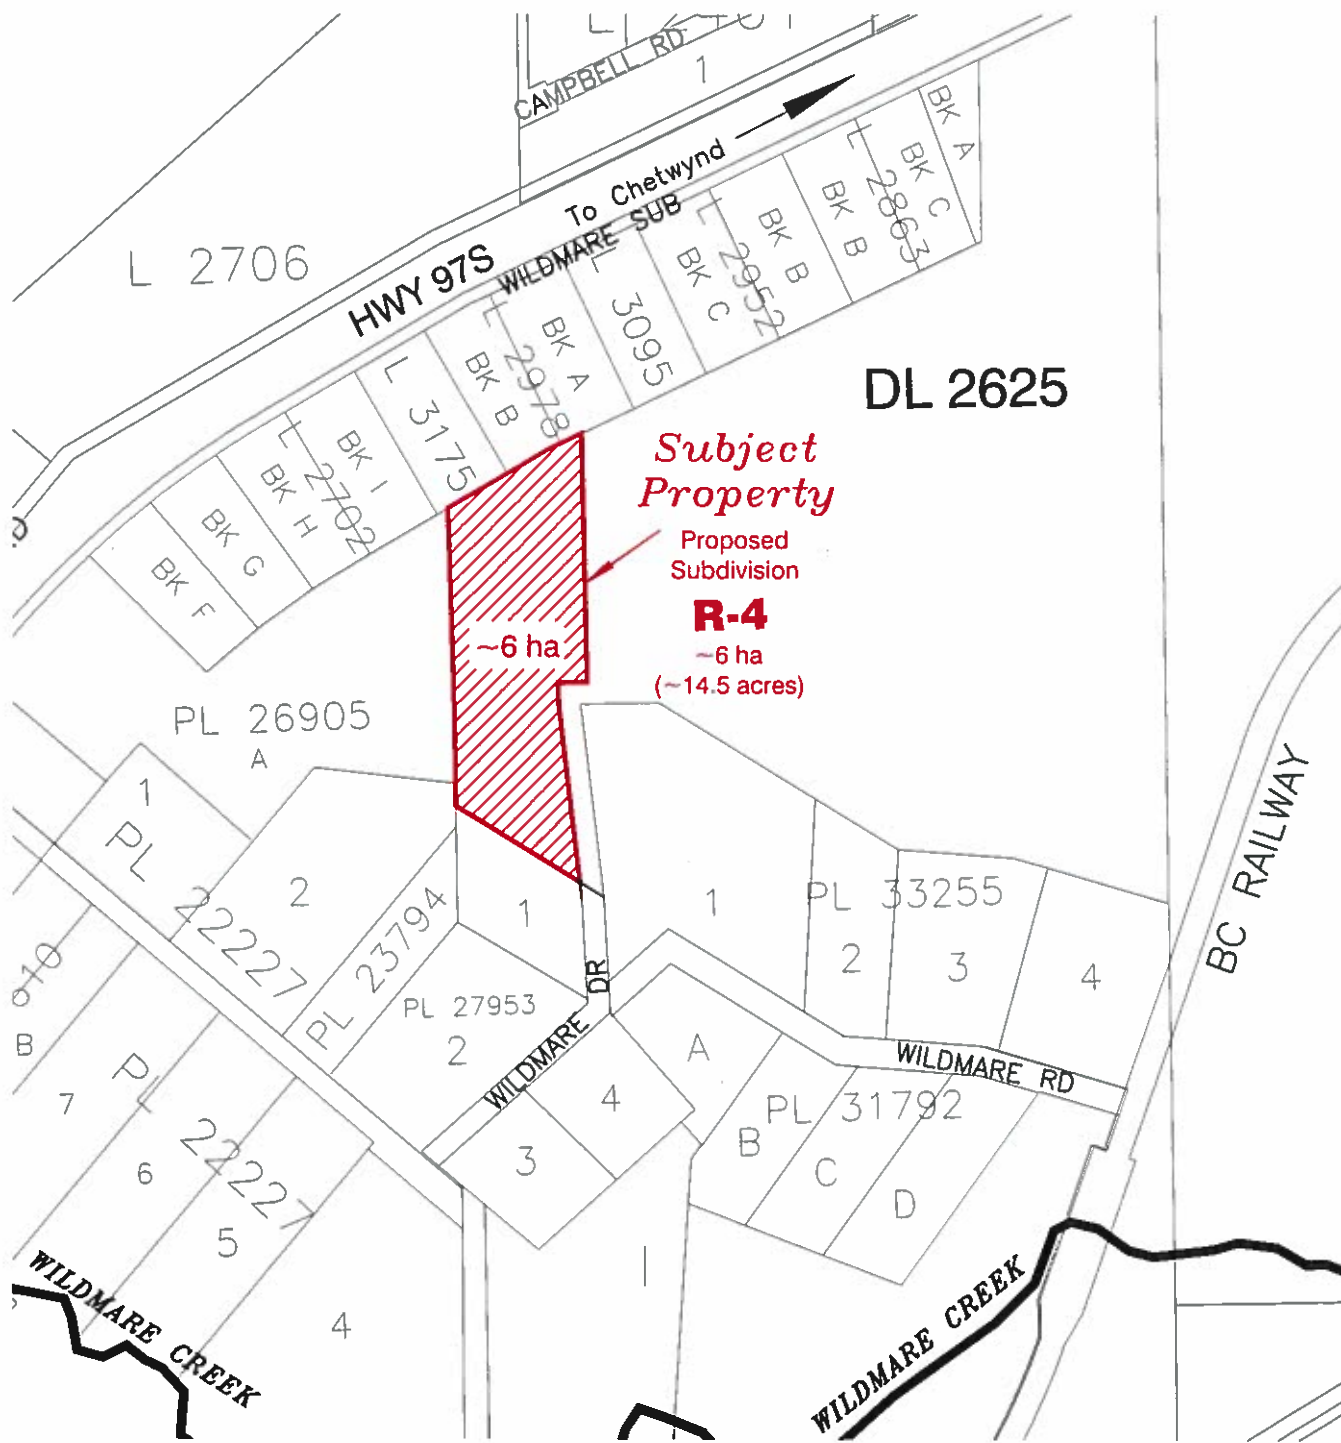 CAMPBELL RD
1
To Chetwynd
WILDMARE SUB
HWY 97S
L 2706
BK A
BK C
L 2863
BK B
BK B
L 2952
BK C
L 3095
BK A
L 2978
BK B
L 3175
BK I
L 2702
BK H
BK G
BK F
DL 2625
Subject
Property
Proposed
Subdivision
R-4
~6 ha
(~14.5 acres)
~6 ha
PL 26905
A
1
PL 22227
2
PL 23794
1
PL 27953
2
WILDMARE DR
1
PL 33255
2
3
4
BC RAILWAY
WILDMARE RD
A
PL 31792
B
C
D
4
3
10
B
7
PL 22227
6
5
4
1
WILDMARE CREEK
WILDMARE CREEK